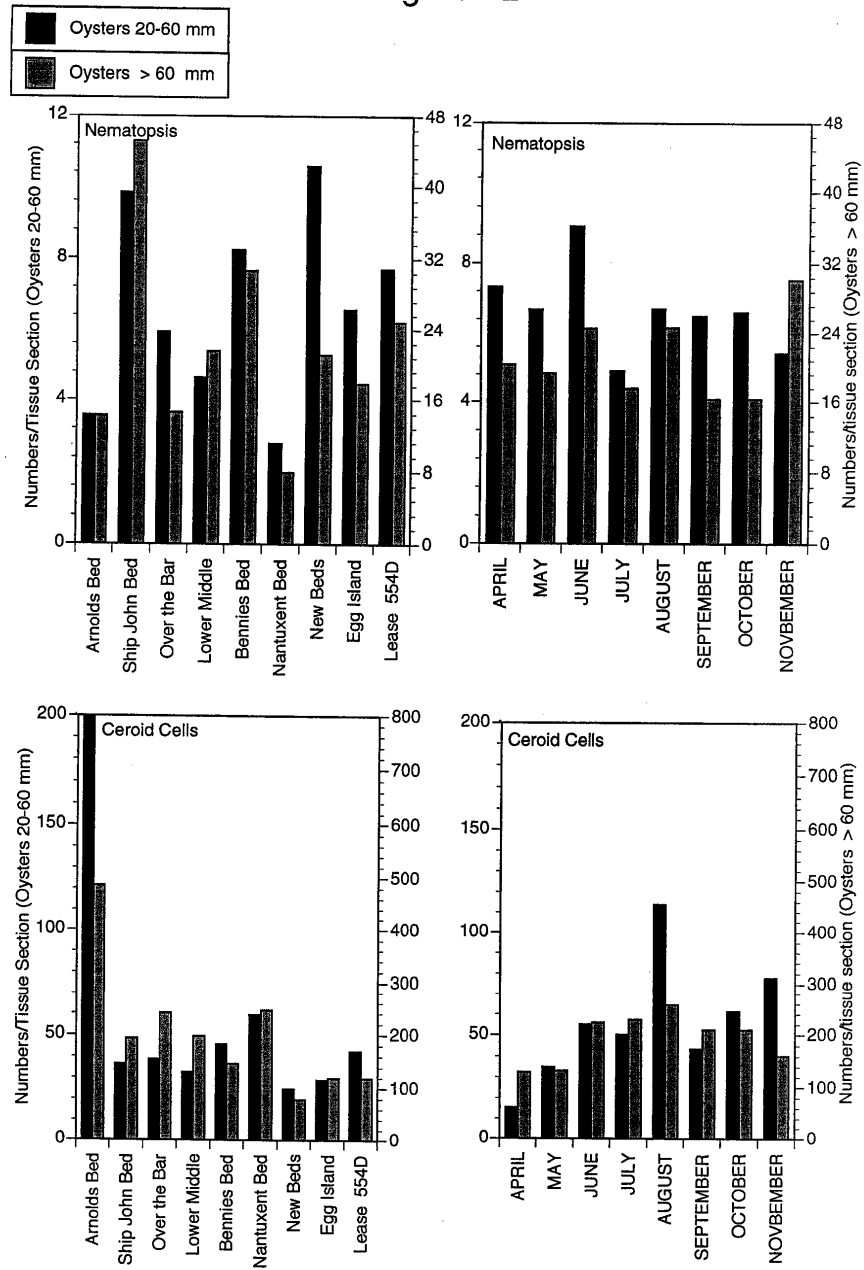 Oysters 20-60 mm
Oysters > 60 mm
Nematopsis
Numbers/Tissue Section (Oysters 20-60 mm)
12
8
4
0
48
40
32
24
16
8
0
Arnolds Bed
Ship John Bed
Over the Bar
Lower Middle
Bennies Bed
Nantuxent Bed
New Beds
Egg Island
Lease 554D
Nematopsis
12
8
4
0
48
40
32
24
16
8
0
Numbers/tissue section (Oysters > 60 mm)
APRIL
MAY
JUNE
JULY
AUGUST
SEPTEMBER
OCTOBER
NOVBEMBER
Ceroid Cells
Numbers/Tissue Section (Oysters 20-60 mm)
200
150
100
50
0
800
700
600
500
400
300
200
100
0
Arnolds Bed
Ship John Bed
Over the Bar
Lower Middle
Bennies Bed
Nantuxent Bed
New Beds
Egg Island
Lease 554D
Ceroid Cells
200
150
100
50
0
800
700
600
500
400
300
200
100
0
Numbers/tissue section (Oysters > 60 mm)
APRIL
MAY
JUNE
JULY
AUGUST
SEPTEMBER
OCTOBER
NOVBEMBER